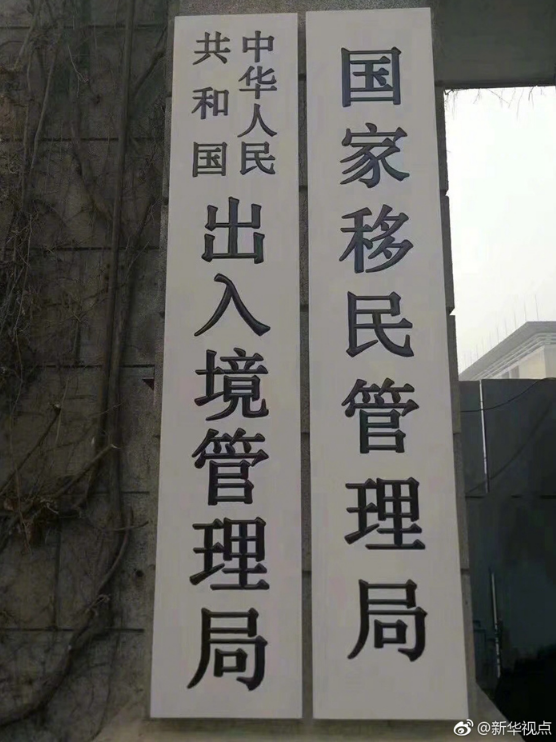 国家移民管理局
中华人民
共和国
出入境管理局
@新华视点